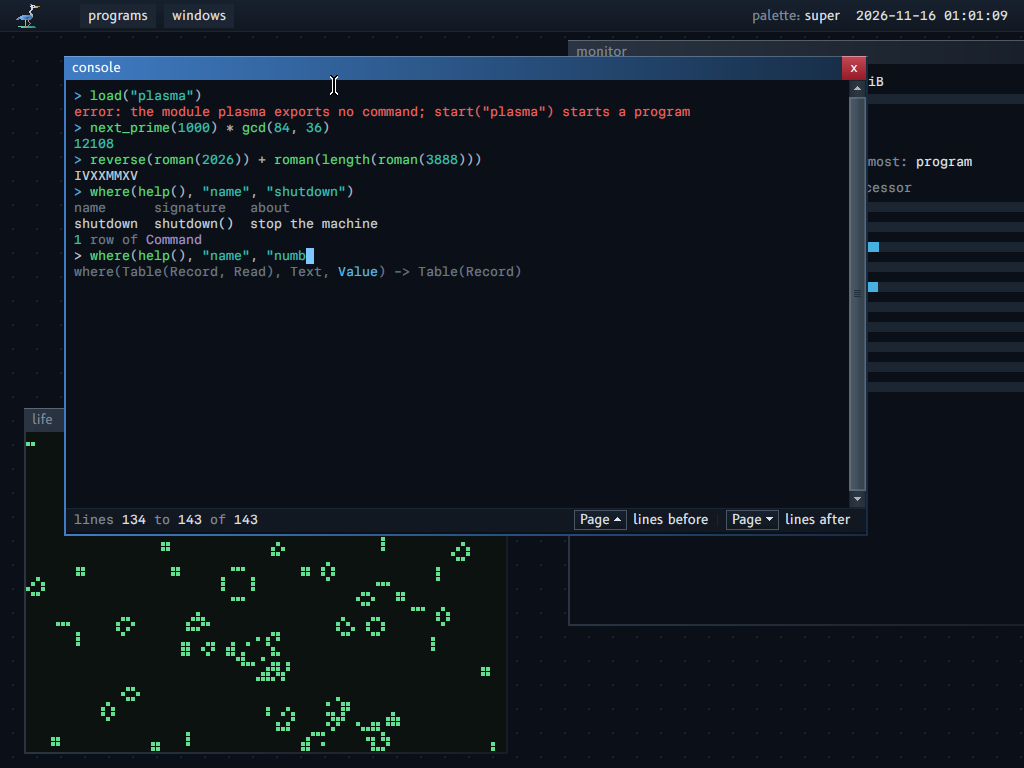 programs windows palette: super 2026-11-16 01:01:09
monitor
console x
iB
> load("plasma")
error: the module plasma exports no command; start("plasma") starts a program
> next_prime(1000) * gcd(84, 36)
12108
> reverse(roman(2026)) + roman(length(roman(3888)))
most: program
IVXXMMXV
cessor
> where(help(), "name", "shutdown")
name signature about
shutdown shutdown() stop the machine
1 row of Command
> where(help(), "name", "numb
where(Table(Record, Read), Text, Value) -> Table(Record)
life
lines 134 to 143 of 143 Page lines before Page lines after